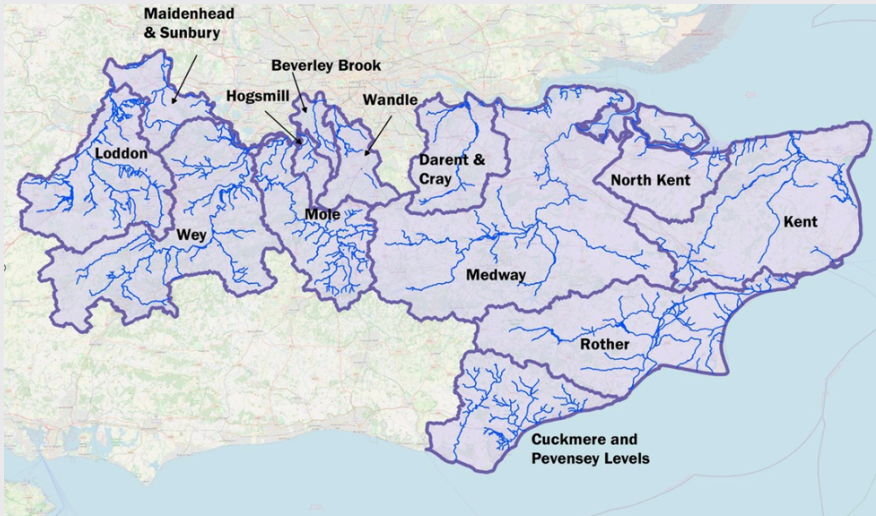 Maidenhead
& Sunbury
Beverley Brook
Hogsmill
Wandle
Loddon
Darent &
Cray
North Kent
Mole
Kent
Wey
Medway
Rother
Cuckmere and
Pevensey Levels